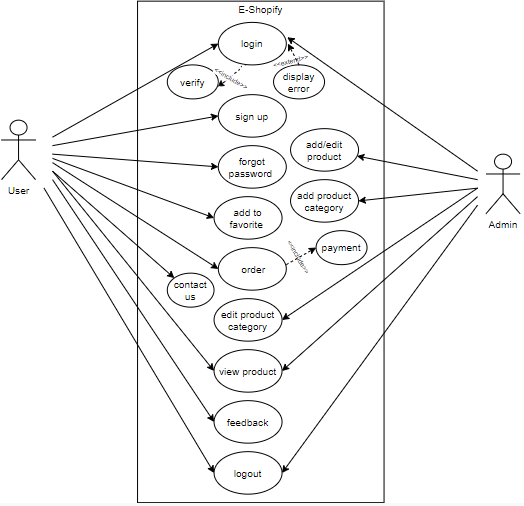 E-Shopify
login
<<include>>
<<extend>>
verify
display
error
sign up
add/edit
product
forgot
password
User
add product
category
Admin
add to
favorite
payment
<<include>>
order
contact
us
edit product
category
view product
feedback
logout